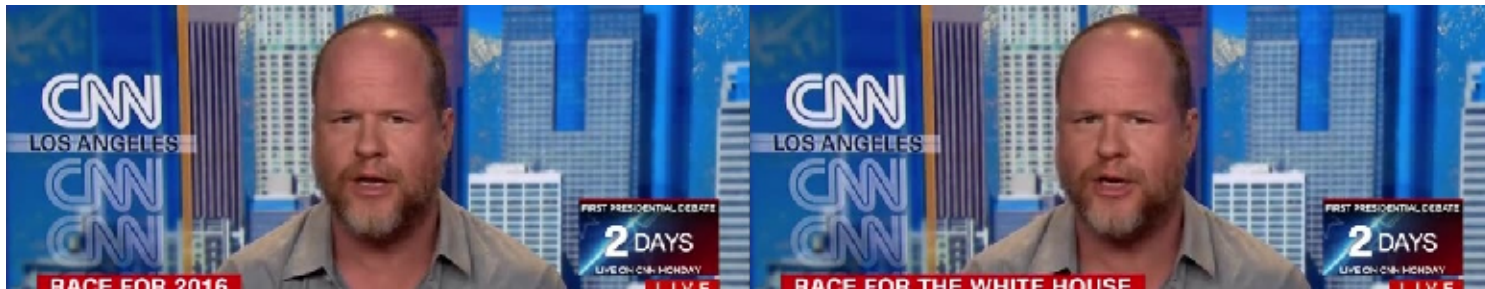 CNN
LOS ANGELES
CNN
CNN
FIRST PRESIDENTIAL DEBATE
2 DAYS
LIVE ON CNN MONDAY
RACE FOR 2016
LIVE
CNN
LOS ANGELES
CNN
CNN
FIRST PRESIDENTIAL DEBATE
2 DAYS
LIVE ON CNN MONDAY
RACE FOR THE WHITE HOUSE
LIVE